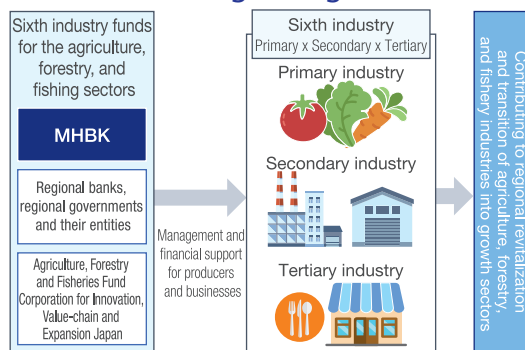 Sixth industry funds
for the agriculture,
forestry, and
fishing sectors
MHBK
Regional banks,
regional governments
and their entities
Agriculture, Forestry
and Fisheries Fund
Corporation for Innovation,
Value-chain and
Expansion Japan
Management and
financial support
for producers
and businesses
Sixth industry
Primary x Secondary x Tertiary
Primary industry
Secondary industry
Tertiary industry
Contributing to regional revitalization
and transition of agriculture, forestry,
and fishery industries into growth sectors